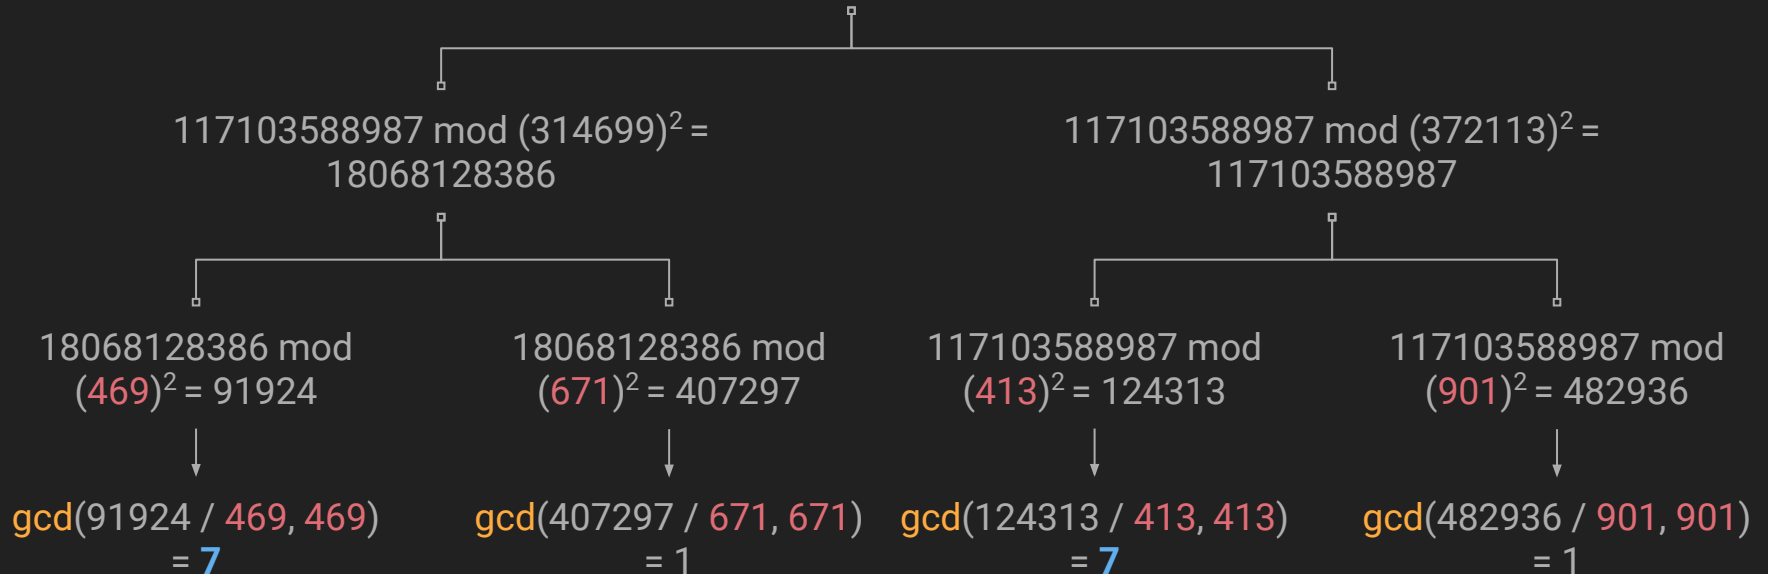 117103588987 mod (314699)² =
18068128386
117103588987 mod (372113)² =
117103588987
18068128386 mod
(469)² = 91924
18068128386 mod
(671)² = 407297
117103588987 mod
(413)² = 124313
117103588987 mod
(901)² = 482936
gcd(91924 / 469, 469)
= 7
gcd(407297 / 671, 671)
= 1
gcd(124313 / 413, 413)
= 7
gcd(482936 / 901, 901)
= 1